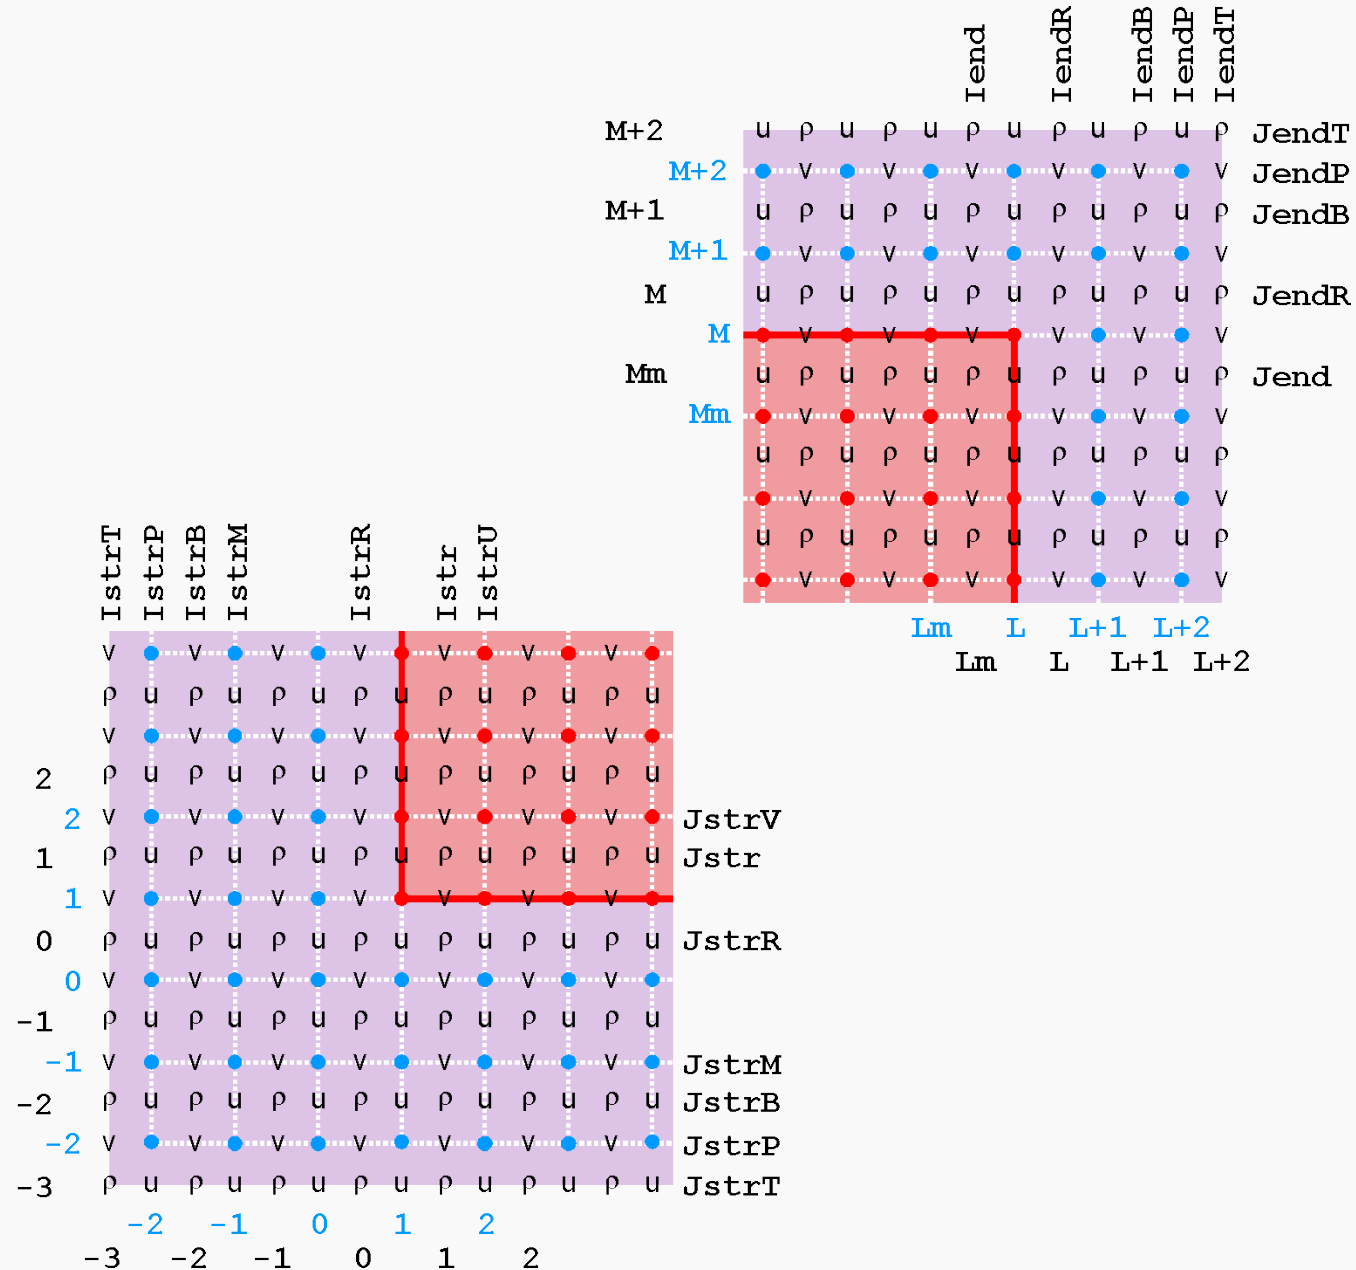 Iend IendR IendB IendP IendT
M+2 u ρ u ρ u ρ u ρ u ρ u ρ JendT
M+2 v v v v v v JendP
M+1 u ρ u ρ u ρ u ρ u ρ u ρ JendB
M+1 v v v v v v
M u ρ u ρ u ρ u ρ u ρ u ρ JendR
M v v v v v v
Mm u ρ u ρ u ρ u ρ u ρ u ρ Jend
Mm v v v v v v
u ρ u ρ u ρ u ρ u ρ u ρ
v v v v v v
u ρ u ρ u ρ u ρ u ρ u ρ
v v v v v v
Lm L L+1 L+2
Lm L L+1 L+2
IstrT IstrP IstrB IstrM IstrR Istr IstrU
v v v v v v v
ρ u ρ u ρ u ρ u ρ u ρ u ρ u
v v v v v v v
2 ρ u ρ u ρ u ρ u ρ u ρ u ρ u
2 v v v v v v v JstrV
1 ρ u ρ u ρ u ρ u ρ u ρ u ρ u Jstr
1 v v v v v v v
0 ρ u ρ u ρ u ρ u ρ u ρ u ρ u JstrR
0 v v v v v v v
-1 ρ u ρ u ρ u ρ u ρ u ρ u ρ u
-1 v v v v v v v JstrM
-2 ρ u ρ u ρ u ρ u ρ u ρ u ρ u JstrB
-2 v v v v v v v JstrP
-3 ρ u ρ u ρ u ρ u ρ u ρ u ρ u JstrT
-2 -1 0 1 2
-3 -2 -1 0 1 2